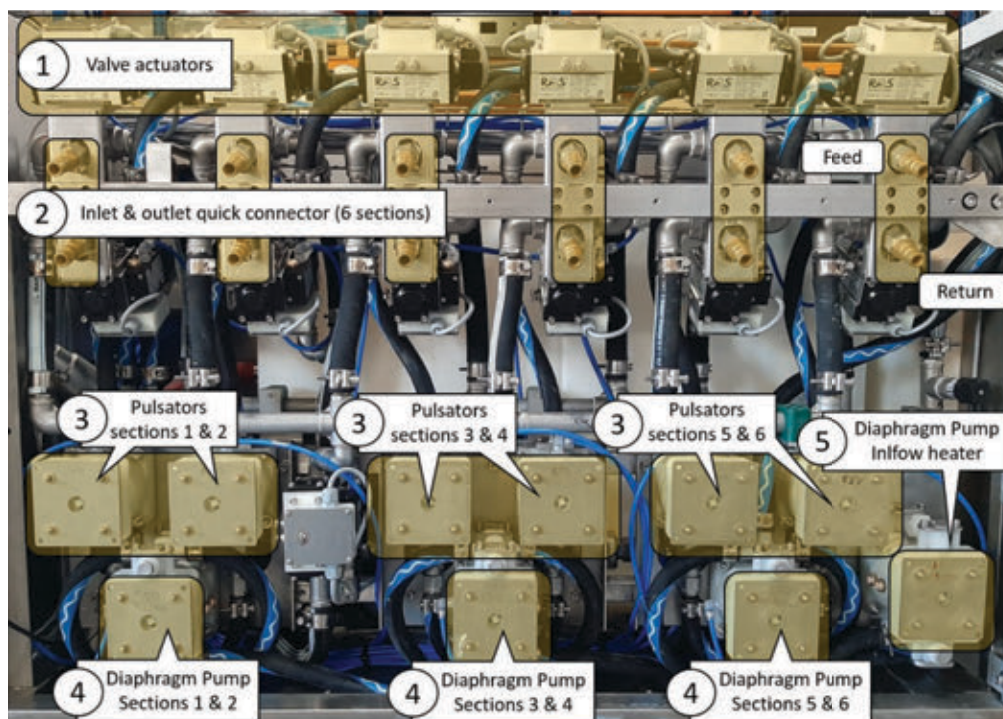 1 Valve actuators
Feed
2 Inlet & outlet quick connector (6 sections)
Return
3 Pulsators
sections 1 & 2
3 Pulsators
sections 3 & 4
3 Pulsators
sections 5 & 6
5 Diaphragm Pump
Inlfow heater
4 Diaphragm Pump
Sections 1 & 2
4 Diaphragm Pump
Sections 3 & 4
4 Diaphragm Pump
Sections 5 & 6